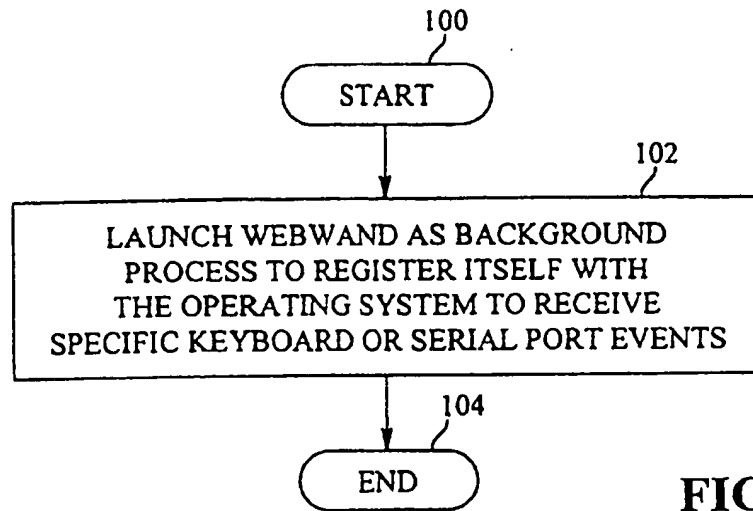 100
START
102
LAUNCH WEBWAND AS BACKGROUND
PROCESS TO REGISTER ITSELF WITH
THE OPERATING SYSTEM TO RECEIVE
SPECIFIC KEYBOARD OR SERIAL PORT EVENTS
104
END
FIG